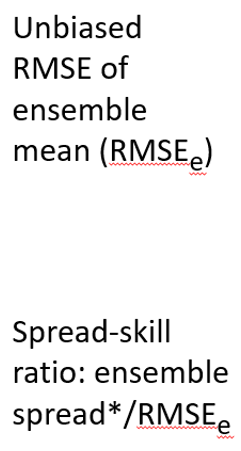 Unbiased
RMSE of
ensemble
mean (RMSEₑ)
Spread-skill
ratio: ensemble
spread*/RMSEₑ